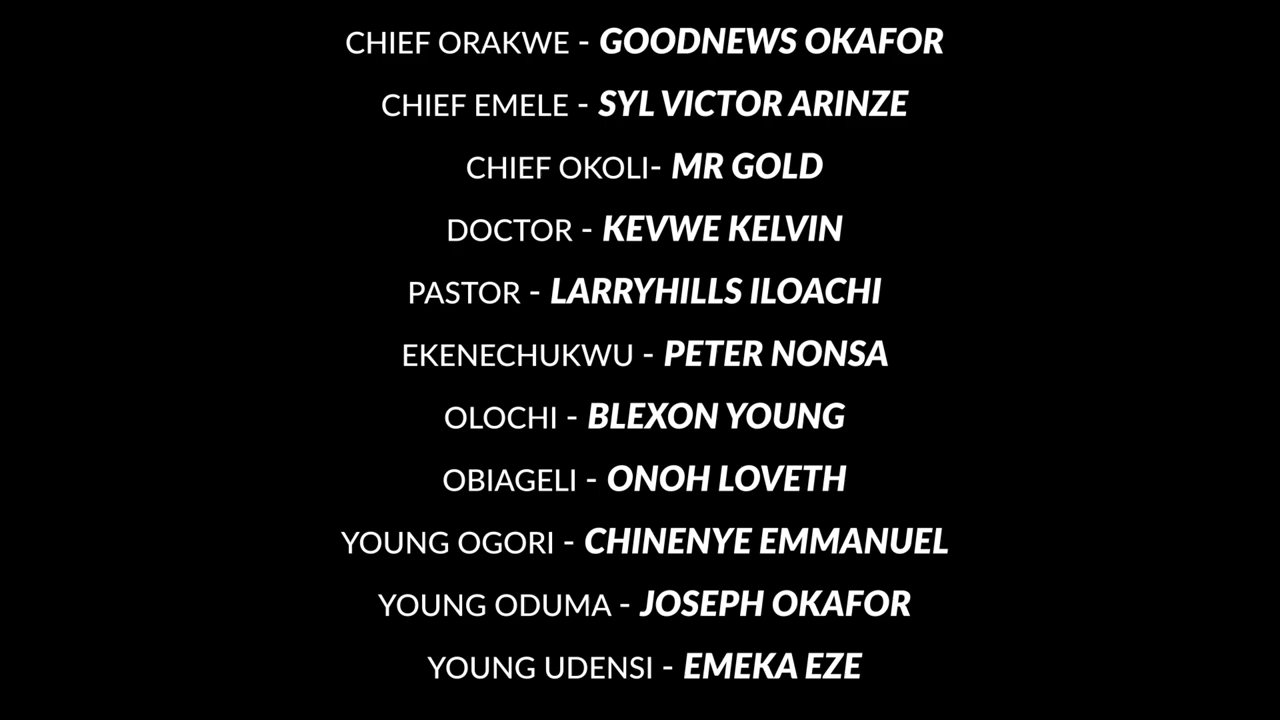 CHIEF ORAKWE - GOODNEWS OKAFOR
CHIEF EMELE - SYL VICTOR ARINZE
CHIEF OKOLI- MR GOLD
DOCTOR - KEVWE KELVIN
PASTOR - LARRYHILLS ILOACHI
EKENECHUKWU - PETER NONSA
OLOCHI - BLEXON YOUNG
OBIAGELI - ONOH LOVETH
YOUNG OGORI - CHINENYE EMMANUEL
YOUNG ODUMA - JOSEPH OKAFOR
YOUNG UDENSI - EMEKA EZE